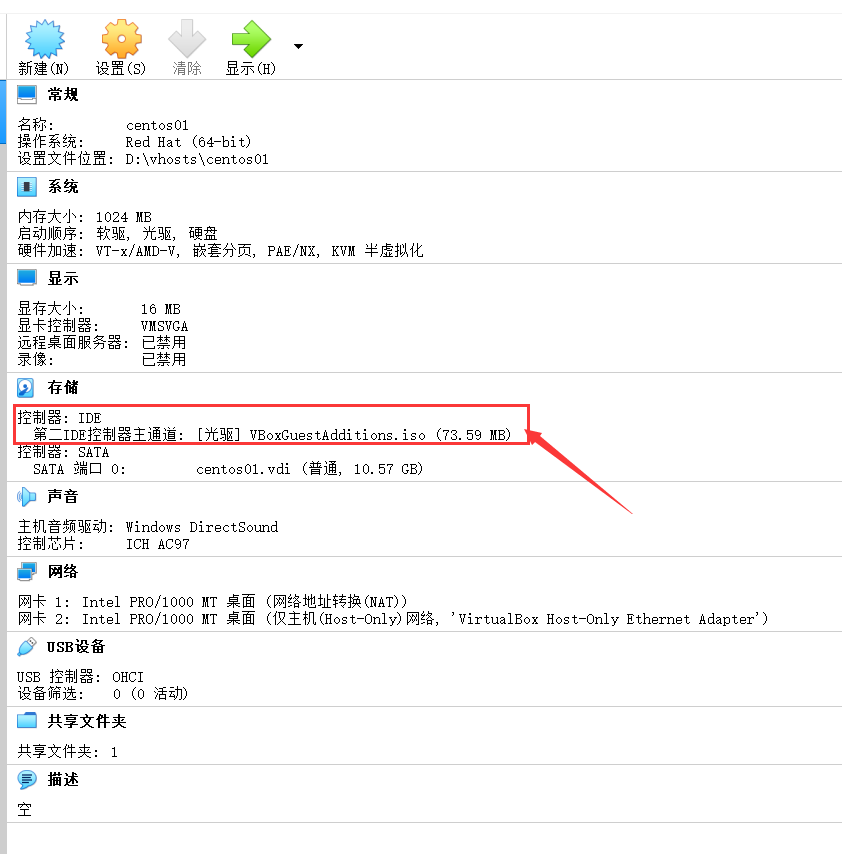 新建(N) 设置(S) 清除 显示(H)
常规
名称: centos01
操作系统: Red Hat (64-bit)
设置文件位置: D:\vhosts\centos01
系统
内存大小: 1024 MB
启动顺序: 软驱, 光驱, 硬盘
硬件加速: VT-x/AMD-V, 嵌套分页, PAE/NX, KVM 半虚拟化
显示
显存大小: 16 MB
显卡控制器: VMSVGA
远程桌面服务器: 已禁用
录像: 已禁用
存储
控制器: IDE
第二IDE控制器主通道: [光驱] VBoxGuestAdditions.iso (73.59 MB)
控制器: SATA
SATA 端口 0: centos01.vdi (普通, 10.57 GB)
声音
主机音频驱动: Windows DirectSound
控制芯片: ICH AC97
网络
网卡 1: Intel PRO/1000 MT 桌面 (网络地址转换(NAT))
网卡 2: Intel PRO/1000 MT 桌面 (仅主机(Host-Only)网络, 'VirtualBox Host-Only Ethernet Adapter')
USB设备
USB 控制器: OHCI
设备筛选: 0 (0 活动)
共享文件夹
共享文件夹: 1
描述
空